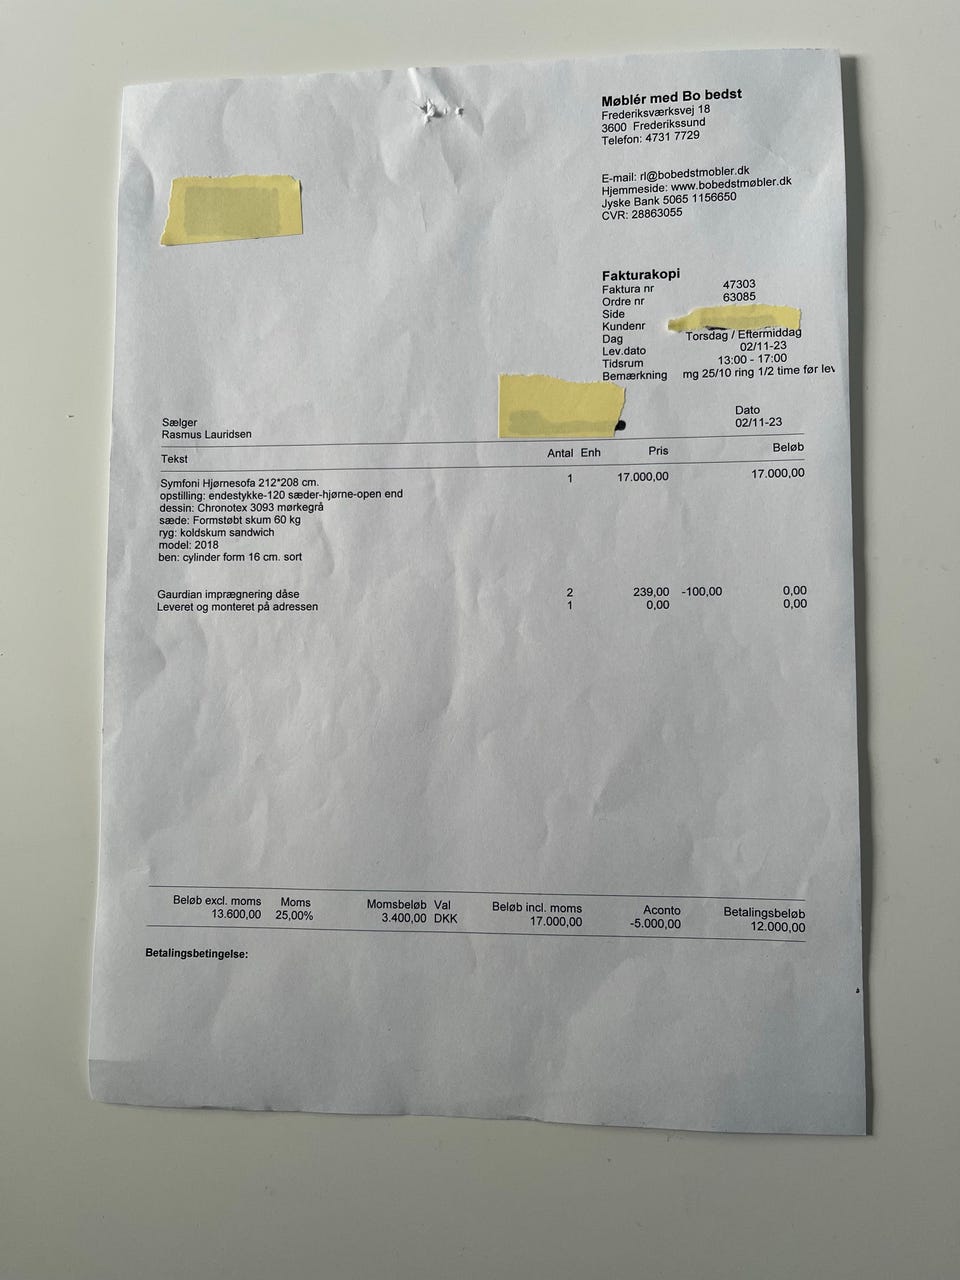 Møblér med Bo bedst
Frederiksværksvej 18
3600 Frederikssund
Telefon: 4731 7729
E-mail: rl@bobedstmobler.dk
Hjemmeside: www.bobedstmøbler.dk
Jyske Bank 5065 1156650
CVR: 28863055
Fakturakopi
Faktura nr 47303
Ordre nr 63085
Side
Kundenr
Dag Torsdag / Eftermiddag
Lev.dato 02/11-23
Tidsrum 13:00 - 17:00
Bemærkning mg 25/10 ring 1/2 time før lev
Sælger Dato
Rasmus Lauridsen 02/11-23
Tekst Antal Enh Pris Beløb
Symfoni Hjørnesofa 212*208 cm. 1 17.000,00 17.000,00
opstilling: endestykke-120 sæder-hjørne-open end
dessin: Chronotex 3093 mørkegrå
sæde: Formstøbt skum 60 kg
ryg: koldskum sandwich
model: 2018
ben: cylinder form 16 cm. sort
Gaurdian imprægnering dåse 2 239,00 -100,00 0,00
Leveret og monteret på adressen 1 0,00 0,00
Beløb excl. moms Moms Momsbeløb Val Beløb incl. moms Aconto Betalingsbeløb
13.600,00 25,00% 3.400,00 DKK 17.000,00 -5.000,00 12.000,00
Betalingsbetingelse: